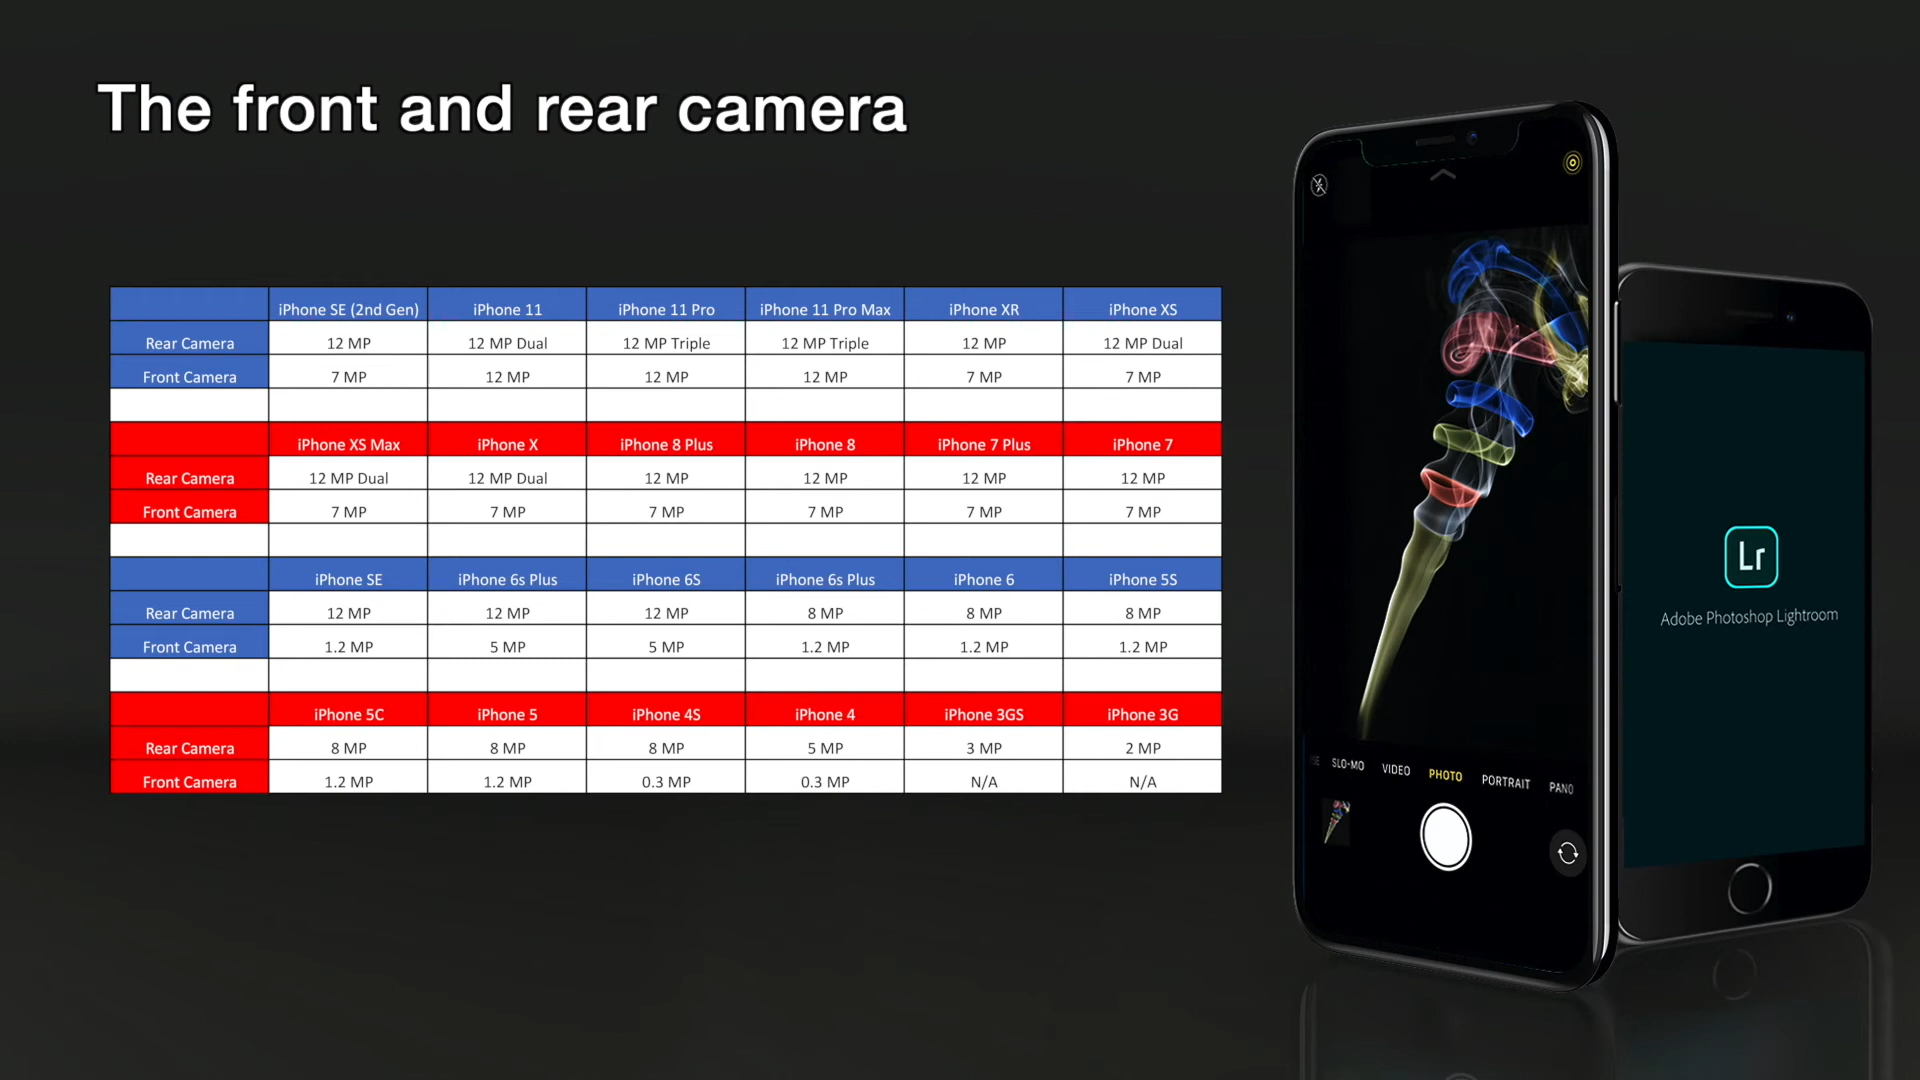 The front and rear camera
iPhone SE (2nd Gen) iPhone 11 iPhone 11 Pro iPhone 11 Pro Max iPhone XR iPhone XS
Rear Camera 12 MP 12 MP Dual 12 MP Triple 12 MP Triple 12 MP 12 MP Dual
Front Camera 7 MP 12 MP 12 MP 12 MP 7 MP 7 MP
iPhone XS Max iPhone X iPhone 8 Plus iPhone 8 iPhone 7 Plus iPhone 7
Rear Camera 12 MP Dual 12 MP Dual 12 MP 12 MP 12 MP 12 MP
Front Camera 7 MP 7 MP 7 MP 7 MP 7 MP 7 MP
iPhone SE iPhone 6s Plus iPhone 6S iPhone 6s Plus iPhone 6 iPhone 5S
Rear Camera 12 MP 12 MP 12 MP 8 MP 8 MP 8 MP
Front Camera 1.2 MP 5 MP 5 MP 1.2 MP 1.2 MP 1.2 MP
iPhone 5C iPhone 5 iPhone 4S iPhone 4 iPhone 3GS iPhone 3G
Rear Camera 8 MP 8 MP 8 MP 5 MP 3 MP 2 MP
Front Camera 1.2 MP 1.2 MP 0.3 MP 0.3 MP N/A N/A
SLO-MO VIDEO PHOTO PORTRAIT PANO
Lr
Adobe Photoshop Lightroom